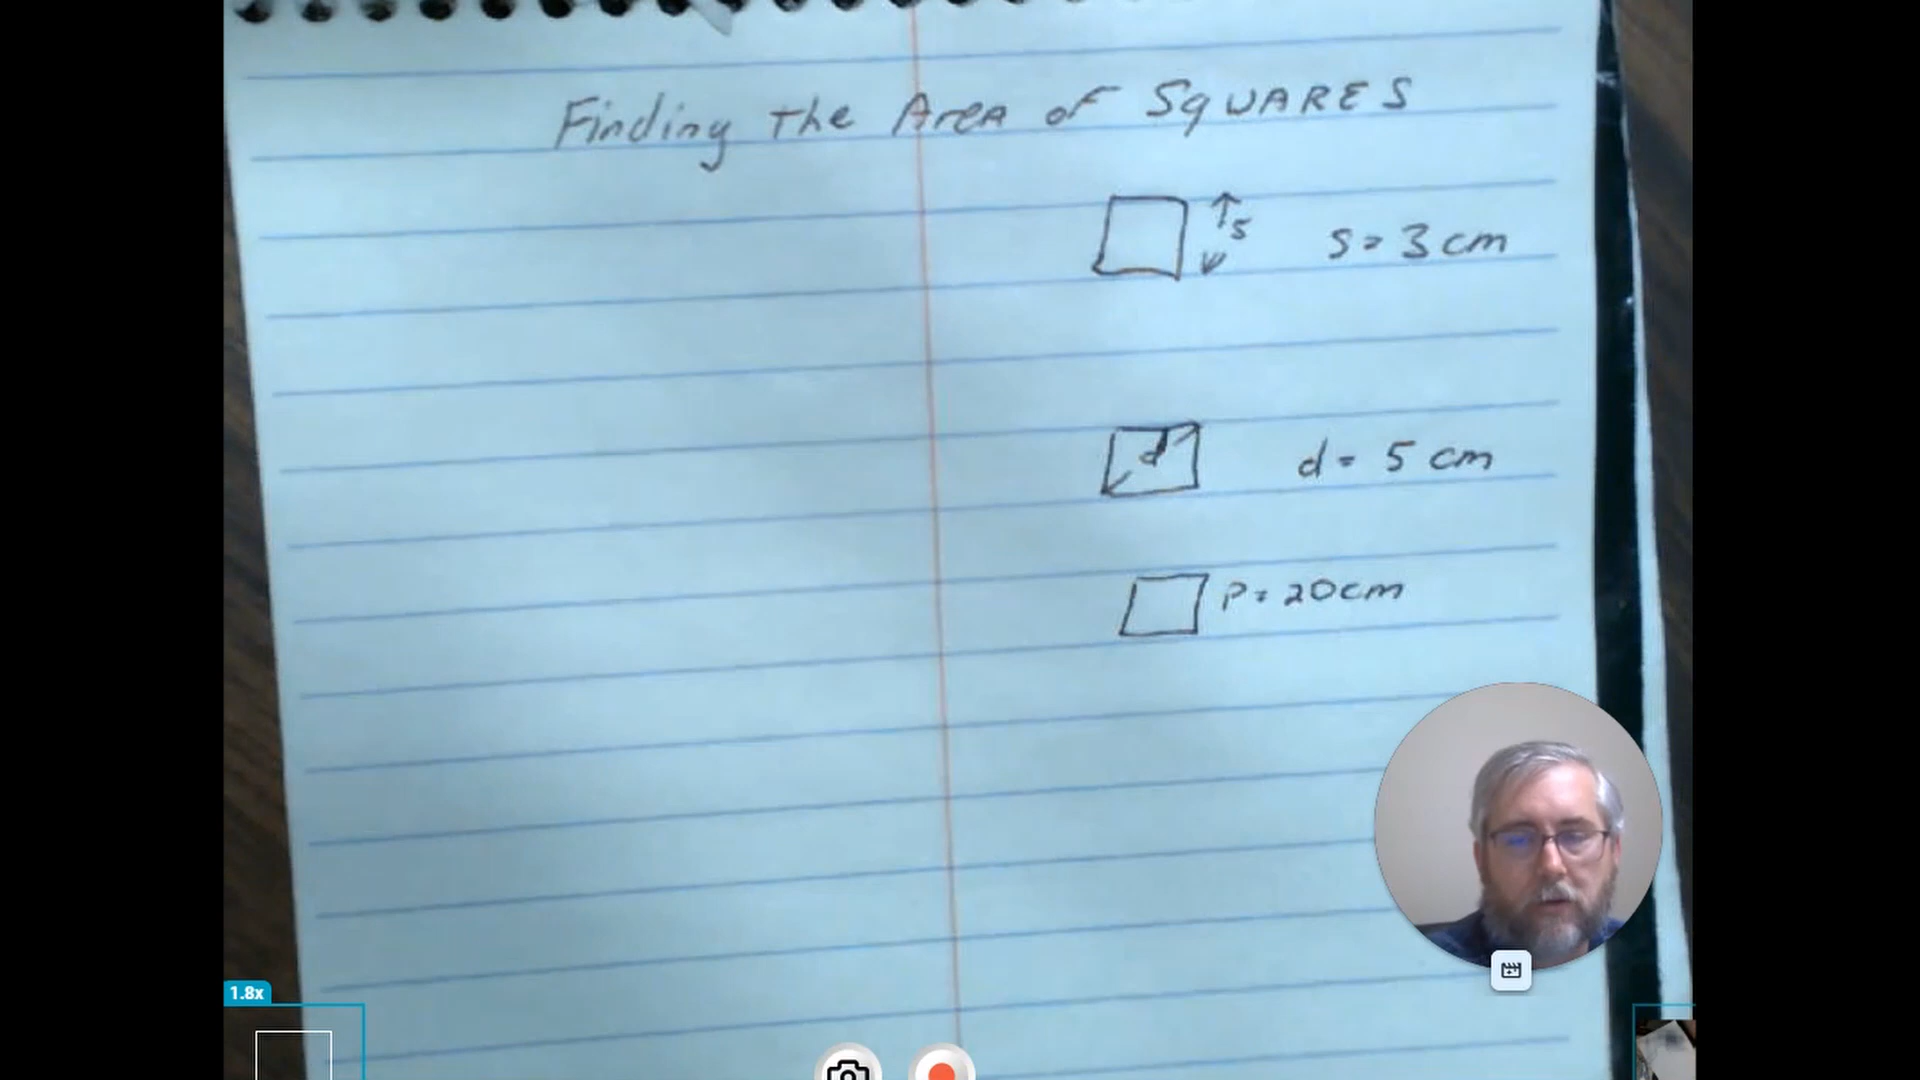 Finding the Area of SQUARES
s s = 3 cm
d d = 5 cm
P = 20cm
1.8x